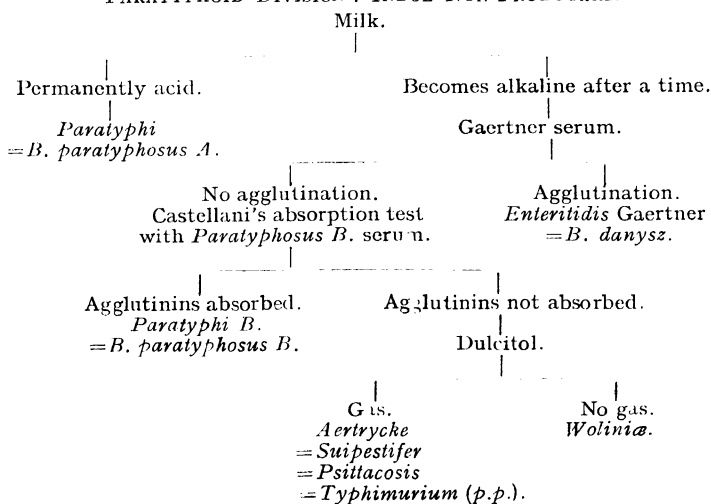 Milk.
Permanently acid.
Becomes alkaline after a time.
Paratyphi
= B. paratyphosus A.
Gaertner serum.
No agglutination.
Castellani's absorption test
with Paratyphosus B. serum.
Agglutination.
Enteritidis Gaertner
= B. danysz.
Agglutinins absorbed.
Paratyphi B.
= B. paratyphosus B.
Agglutinins not absorbed.
Dulcitol.
Gas.
Aertrycke
= Suipestifer
= Psittacosis
= Typhimurium (p.p.).
No gas.
Woliniæ.